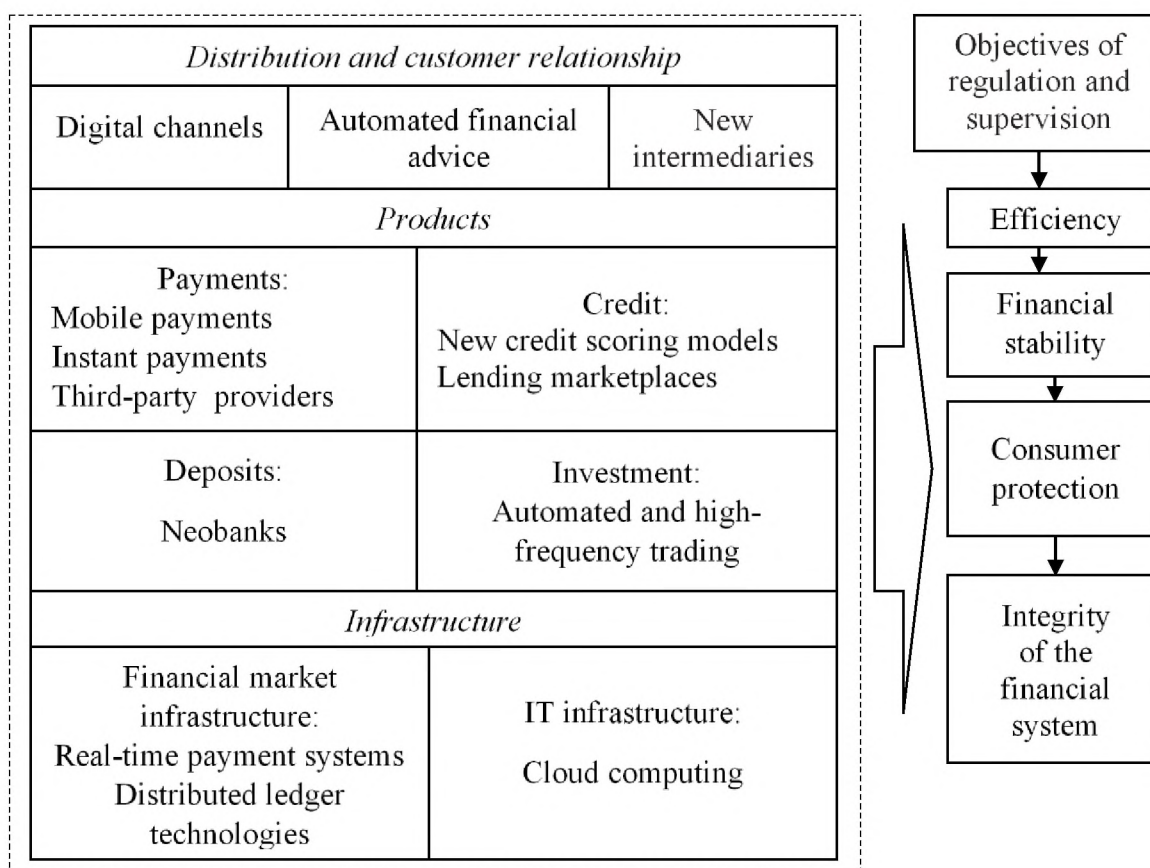 Distribution and customer relationship
Digital channels
Automated financial
advice
New
intermediaries
Products
Payments:
Mobile payments
Instant payments
Third-party providers
Credit:
New credit scoring models
Lending marketplaces
Deposits:
Neobanks
Investment:
Automated and high-
frequency trading
Infrastructure
Financial market
infrastructure:
Real-time payment systems
Distributed ledger
technologies
IT infrastructure:
Cloud computing
Objectives of
regulation and
supervision
Efficiency
Financial
stability
Consumer
protection
Integrity
of the
financial
system